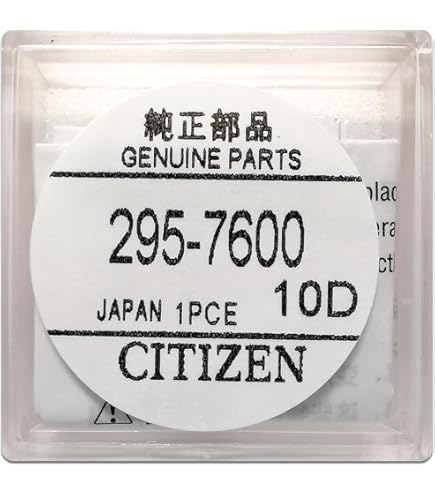 純正部品
GENUINE PARTS
295-7600
JAPAN 1PCE 10D
CITIZEN